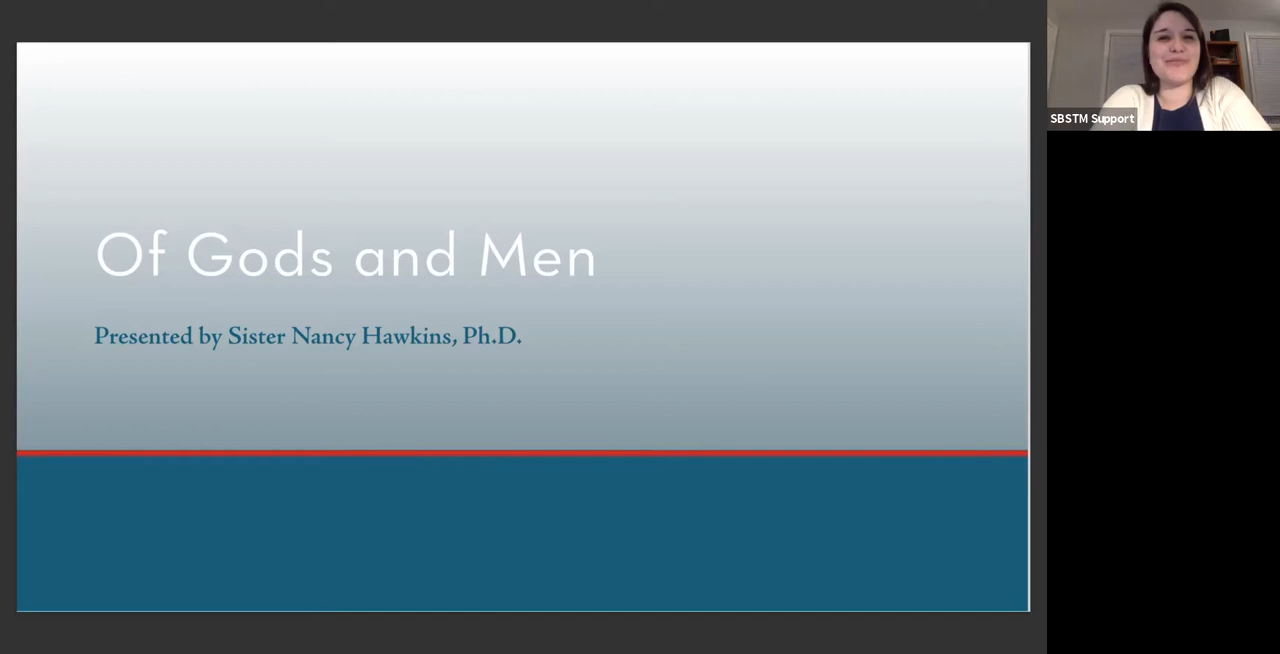 Of Gods and Men
Presented by Sister Nancy Hawkins, Ph.D.
SBSTM Support